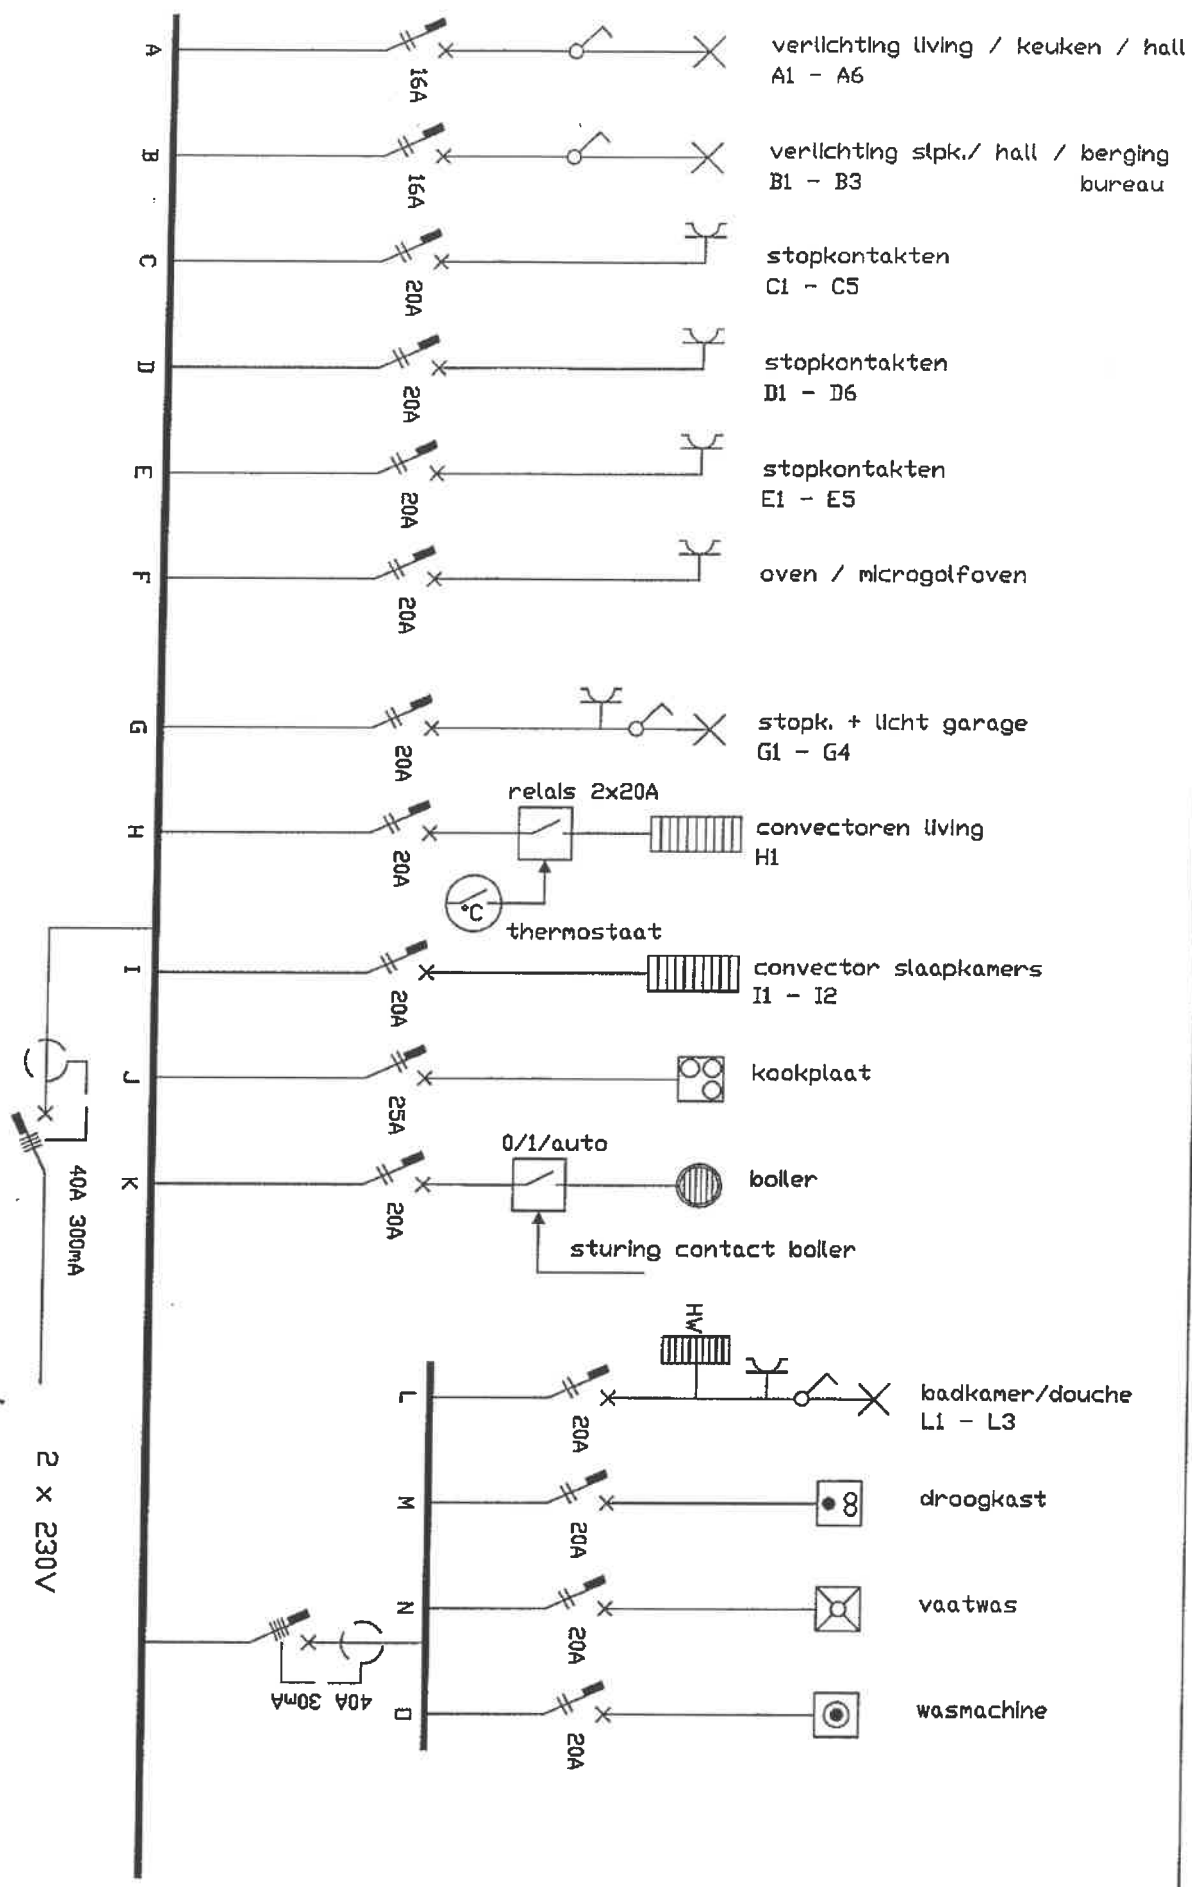 A
16A
verlichting living / keuken / hall
A1 - A6
B
16A
verlichting slpk./ hall / berging
B1 - B3 bureau
C
20A
stopkontakten
C1 - C5
D
20A
stopkontakten
D1 - D6
E
20A
stopkontakten
E1 - E5
F
20A
oven / microgolfoven
G
20A
stopk. + licht garage
G1 - G4
H
20A
relais 2x20A
convectoren living
H1
°C
thermostaat
I
20A
convector slaapkamers
I1 - I2
J
25A
kookplaat
40A 300mA
K
20A
0/1/auto
boiler
sturing contact boiler
2 x 230V
HW
L
20A
badkamer/douche
L1 - L3
M
20A
droogkast
N
20A
vaatwas
40A 30mA
O
20A
wasmachine